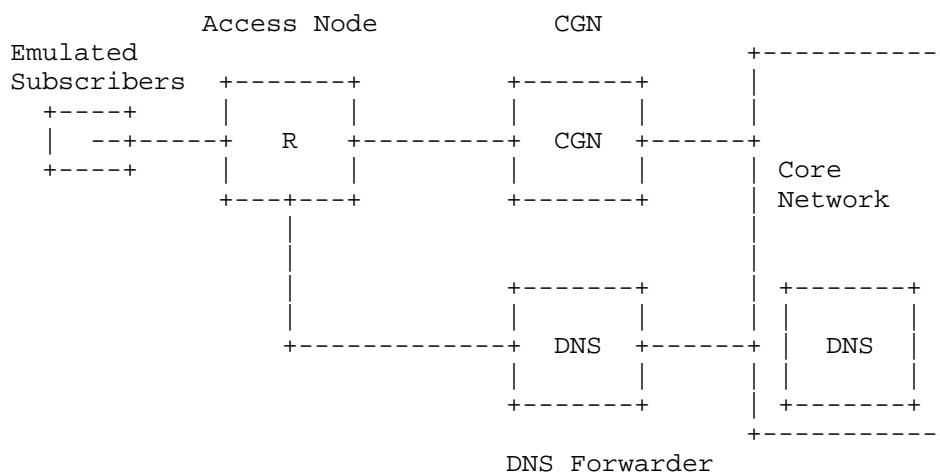 Access Node CGN
Emulated
Subscribers
R CGN
Core
Network
DNS DNS
DNS Forwarder